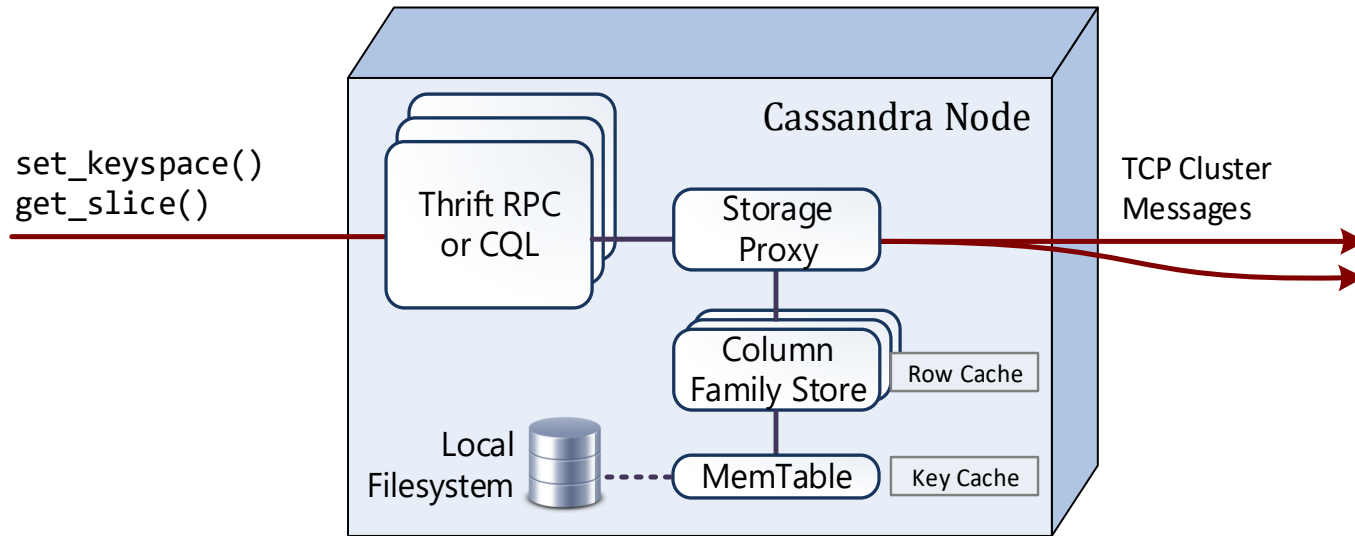 Cassandra Node
set_keyspace()
get_slice()
Thrift RPC
or CQL
Storage
Proxy
TCP Cluster
Messages
Column
Family Store
Row Cache
Local
Filesystem
MemTable
Key Cache